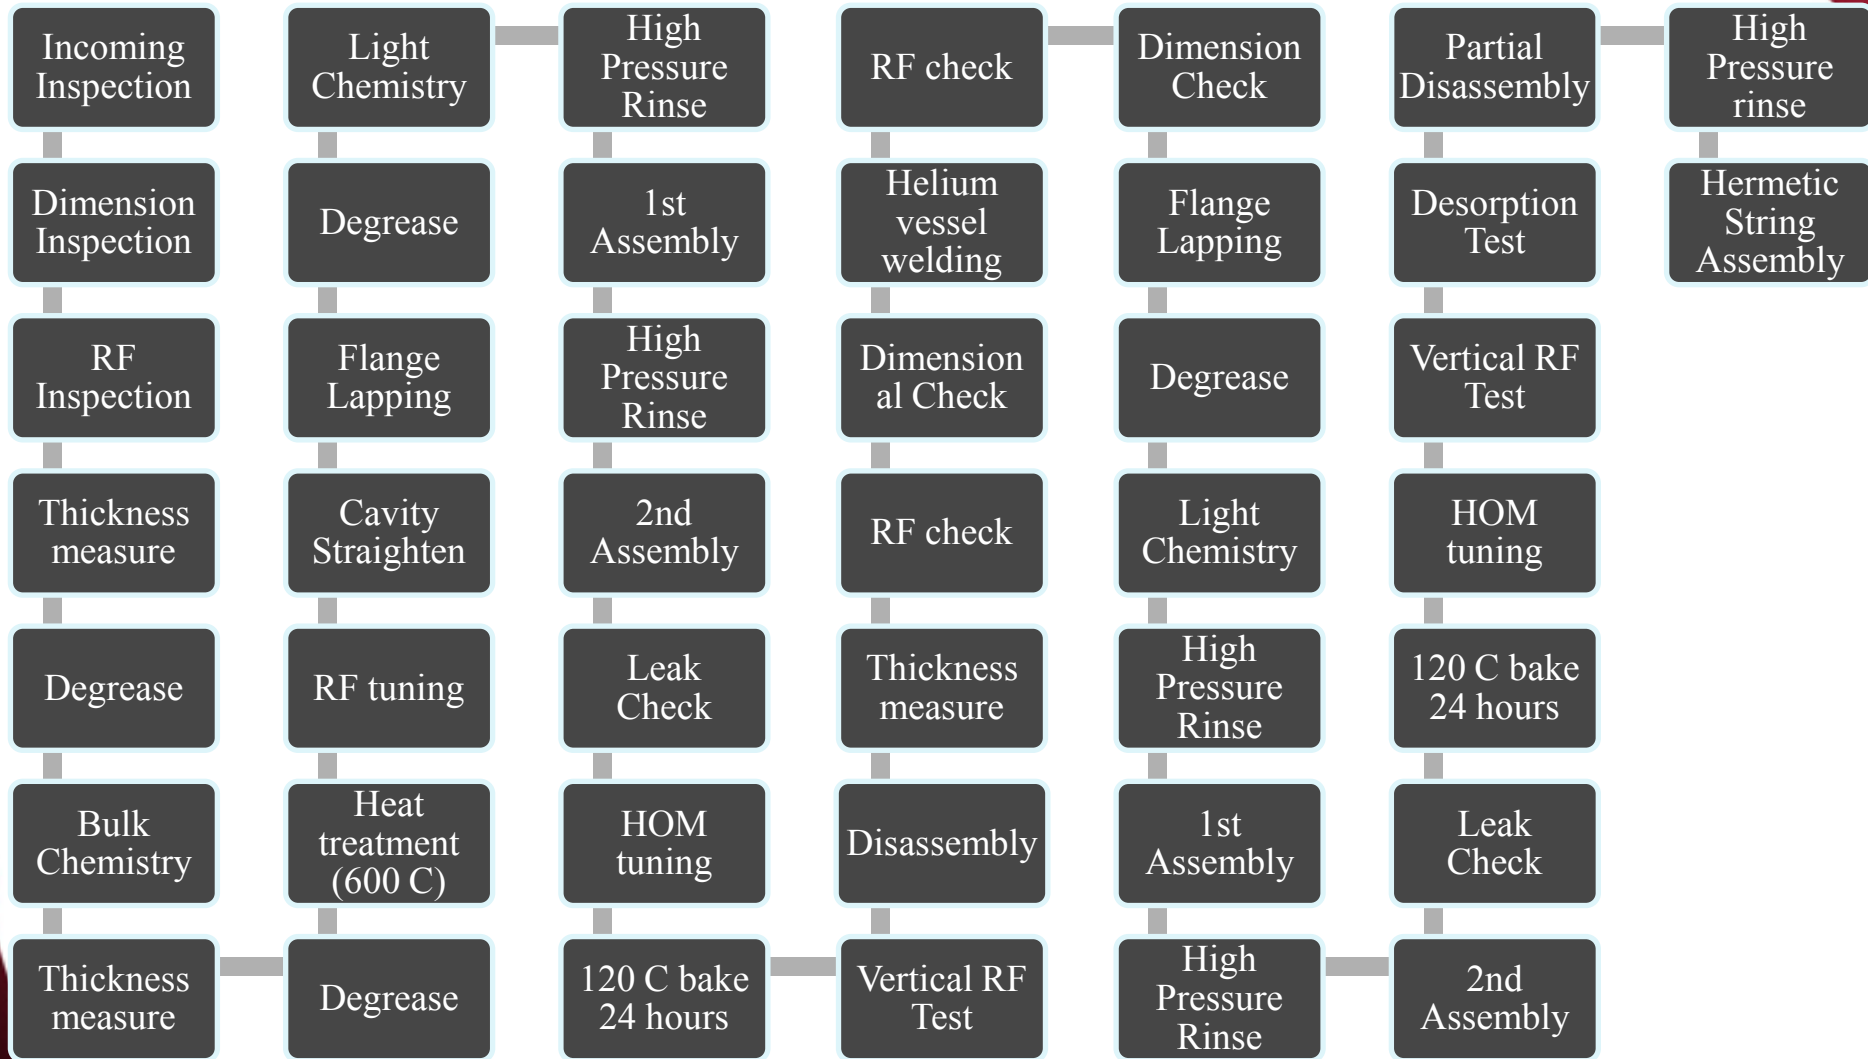 Incoming
Inspection
Dimension
Inspection
RF
Inspection
Thickness
measure
Degrease
Bulk
Chemistry
Thickness
measure
Degrease
Heat
treatment
(600 C)
RF tuning
Cavity
Straighten
Flange
Lapping
Degrease
Light
Chemistry
High
Pressure
Rinse
1st
Assembly
High
Pressure
Rinse
2nd
Assembly
Leak
Check
HOM
tuning
120 C bake
24 hours
Vertical RF
Test
Disassembly
Thickness
measure
RF check
Dimension
al Check
Helium
vessel
welding
RF check
Dimension
Check
Flange
Lapping
Degrease
Light
Chemistry
High
Pressure
Rinse
1st
Assembly
High
Pressure
Rinse
2nd
Assembly
Leak
Check
120 C bake
24 hours
HOM
tuning
Vertical RF
Test
Desorption
Test
Partial
Disassembly
High
Pressure
rinse
Hermetic
String
Assembly